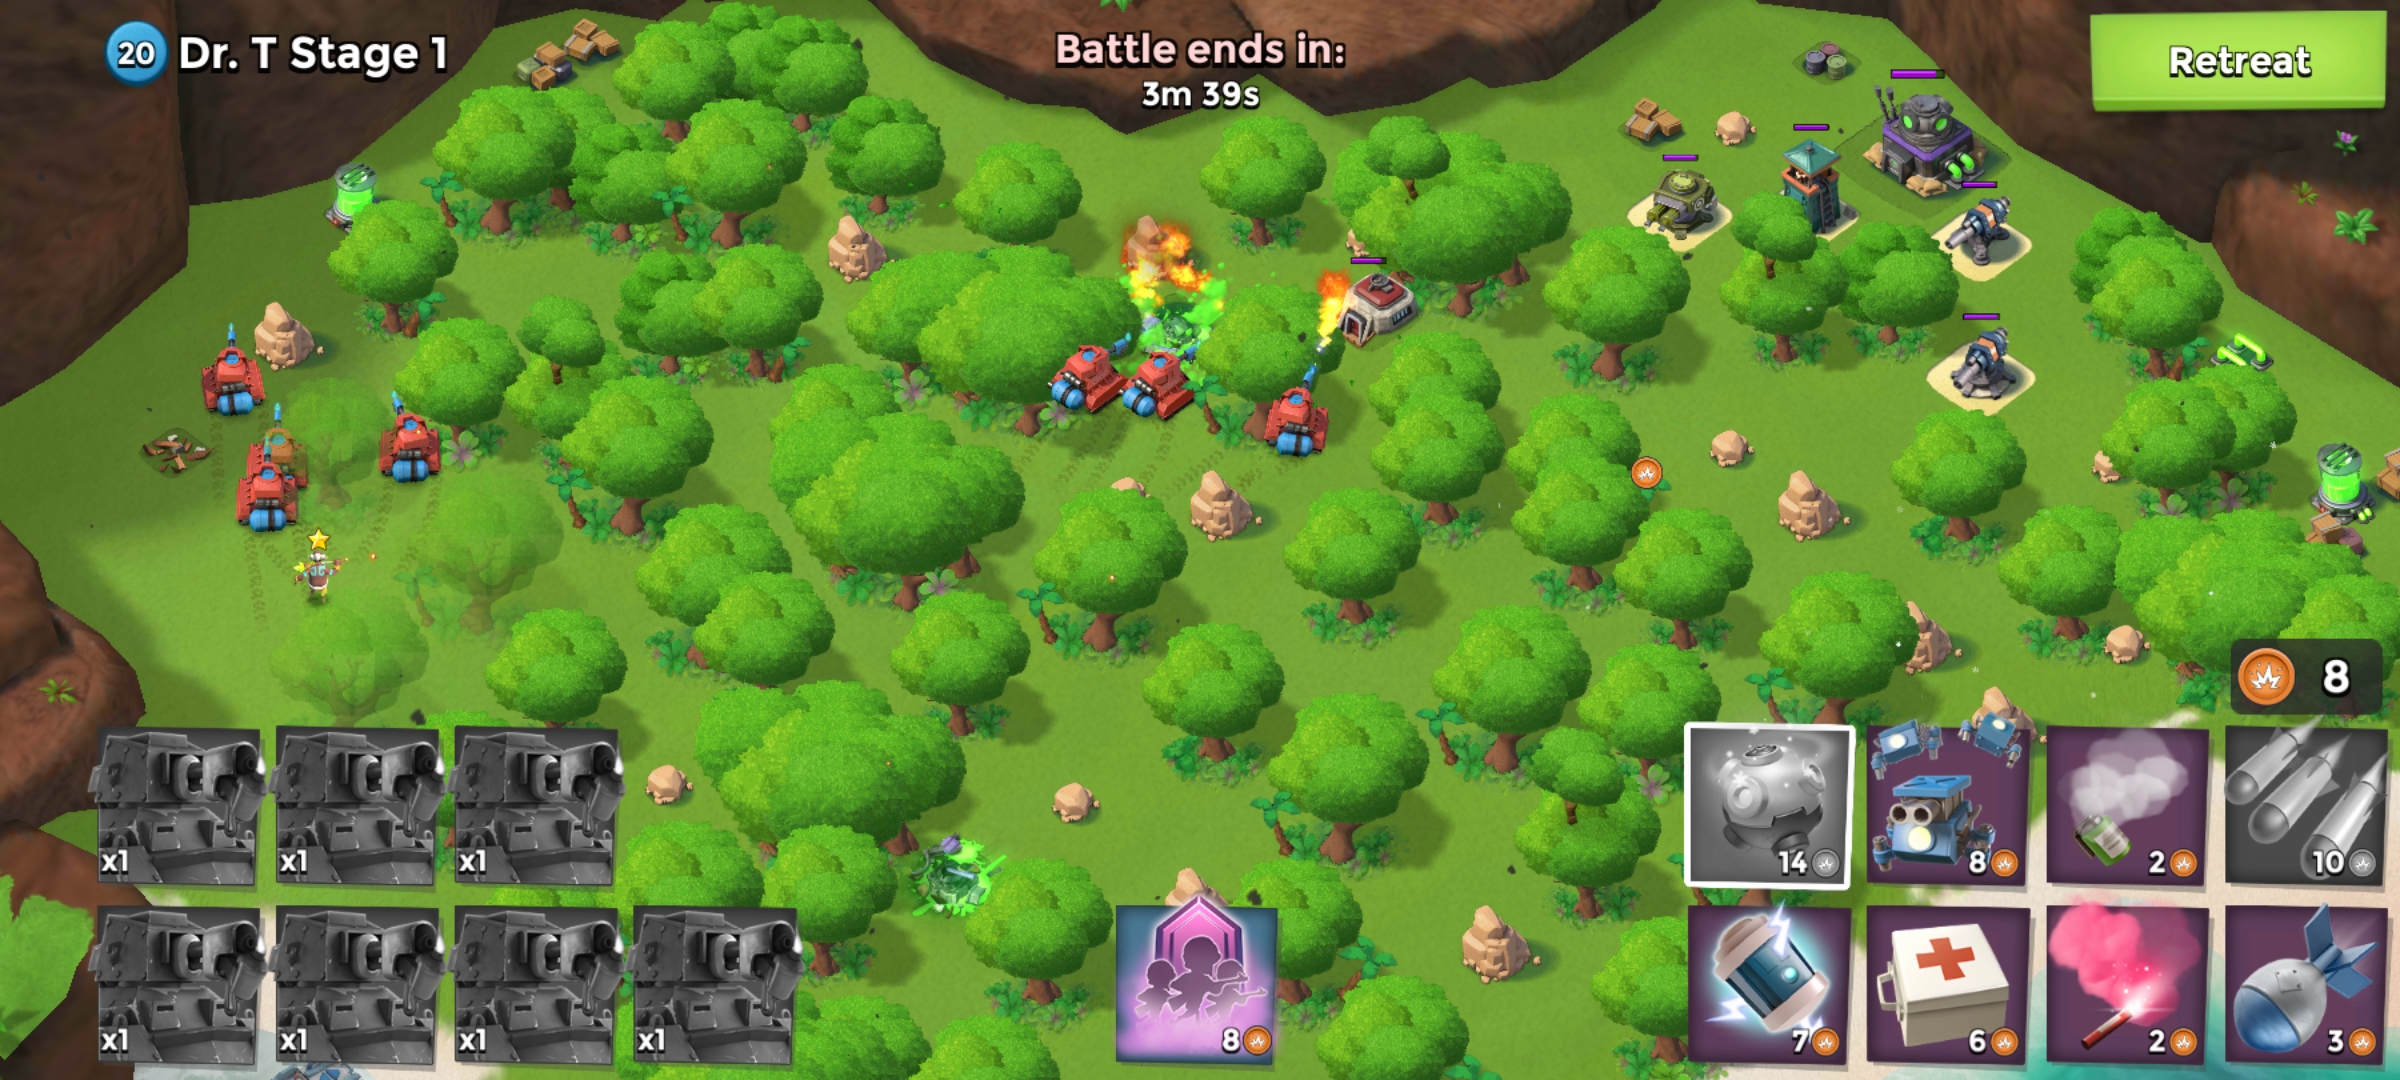 20 Dr. T Stage 1
Battle ends in:
3m 39s
Retreat
8
x1
x1
x1
14
8
2
10
x1
x1
x1
x1
8
7
6
2
3